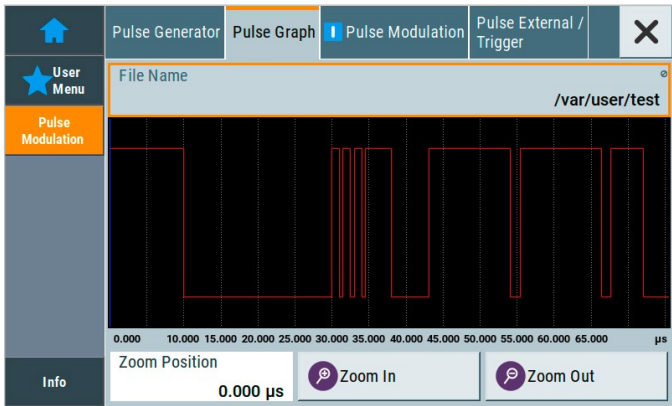 Pulse Generator
Pulse Graph
Pulse Modulation
Pulse External /
Trigger
User
Menu
Pulse
Modulation
File Name
/var/user/test
0.000 10.000 15.000 20.000 25.000 30.000 35.000 40.000 45.000 50.000 55.000 60.000 65.000 µs
Zoom Position
0.000 µs
Zoom In
Zoom Out
Info